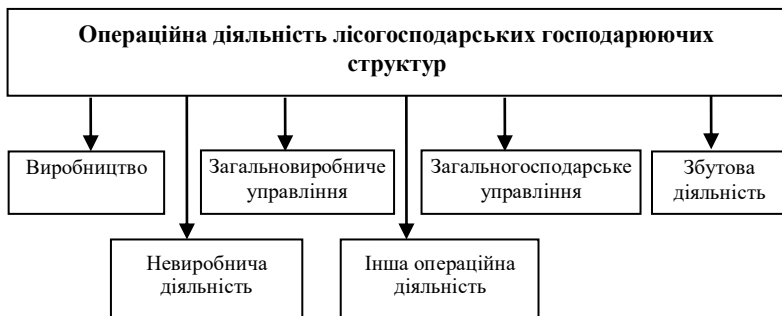 Операційна діяльність лісогосподарських господарюючих
структур
Виробництво
Загальновиробниче
управління
Загальногосподарське
управління
Збутова
діяльність
Невиробнича
діяльність
Інша операційна
діяльність